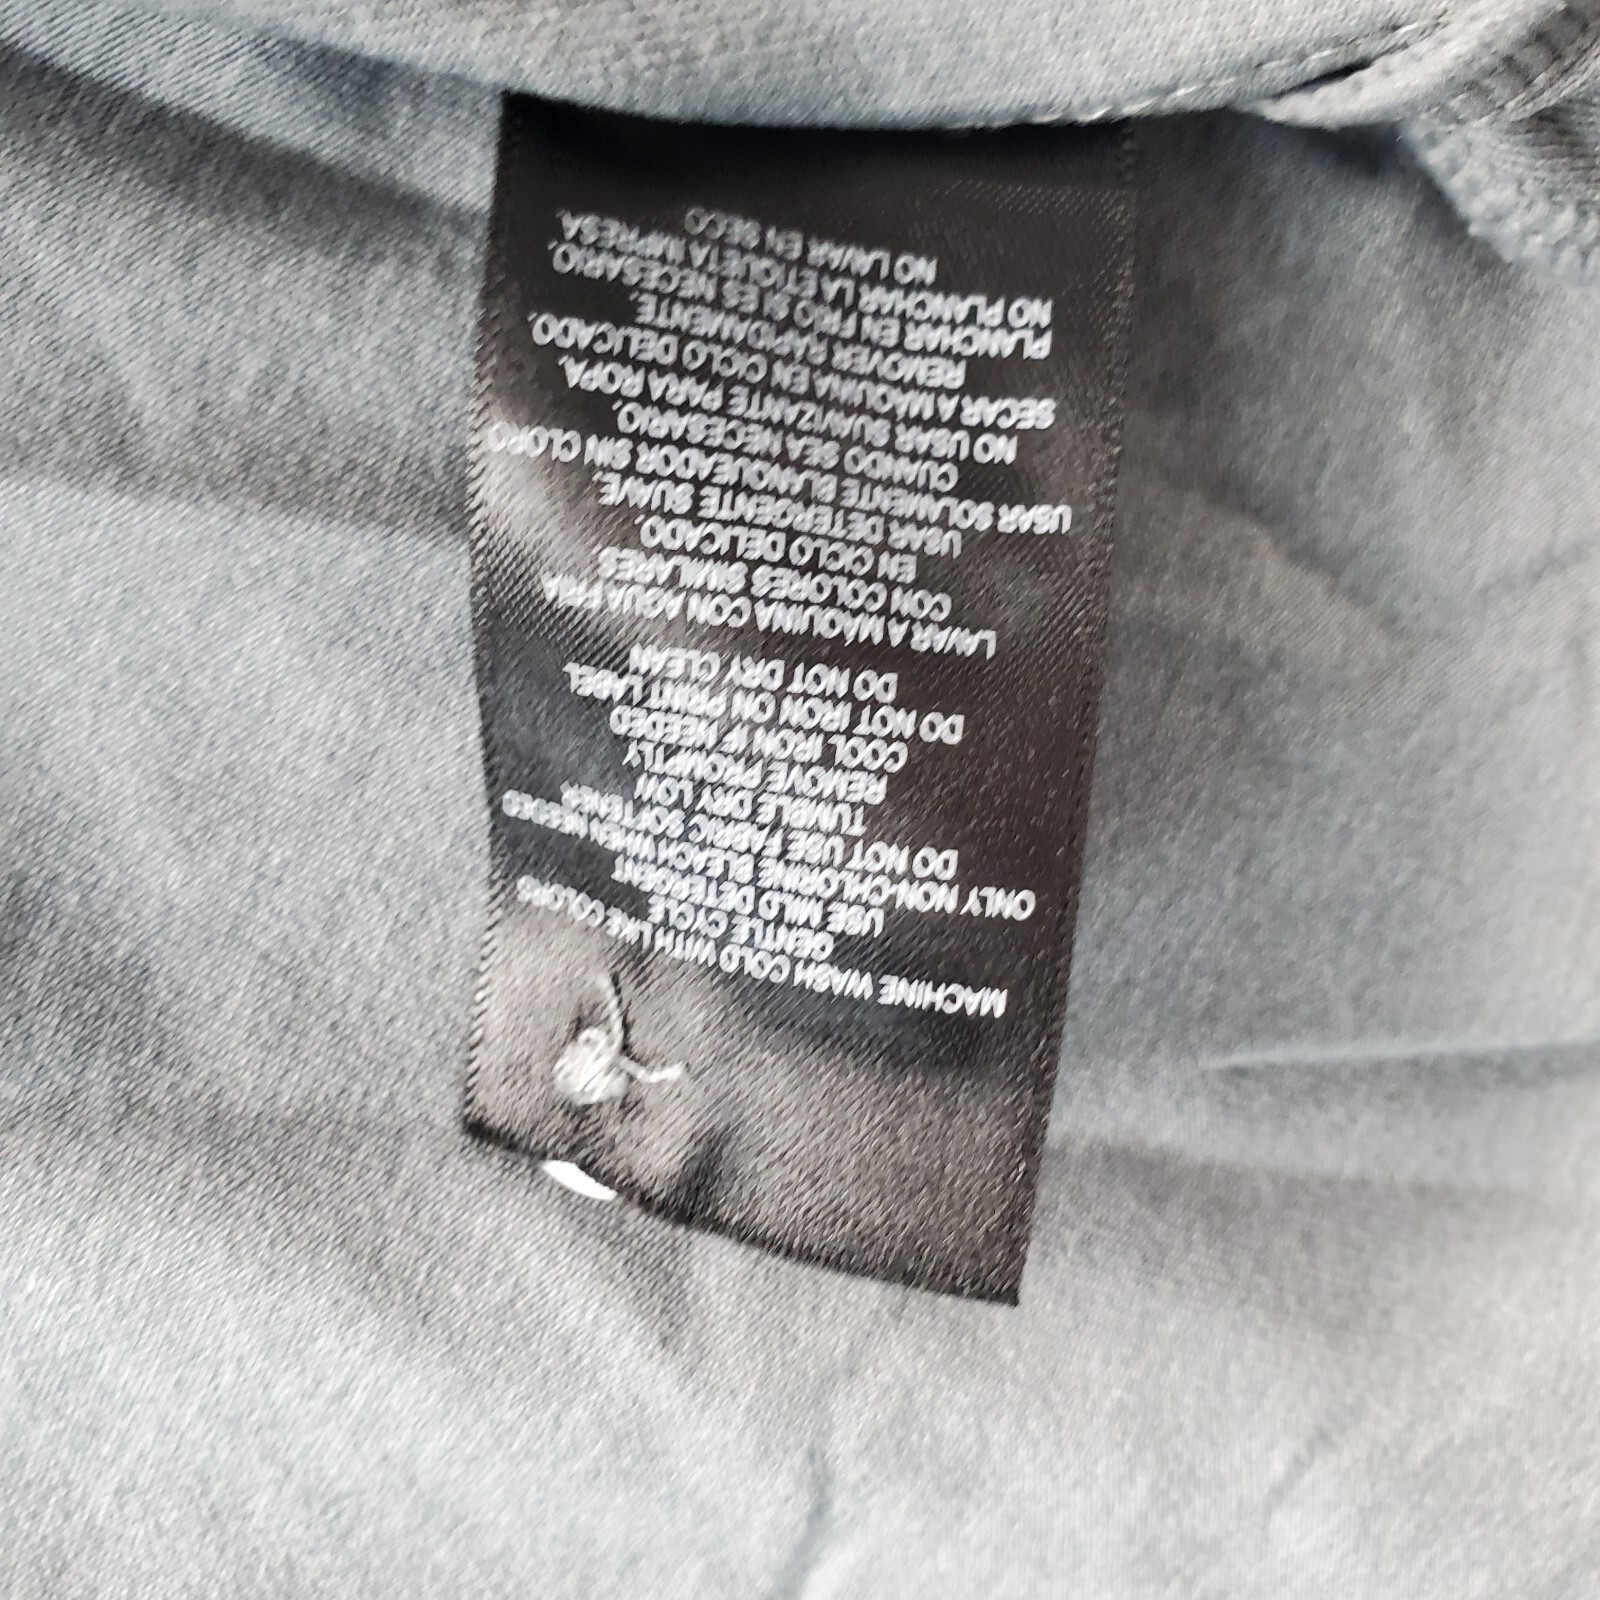 MACHINE WASH COLD WITH LIKE COLORS
GENTLE CYCLE
USE MILD DETERGENT
ONLY NON-CHLORINE BLEACH WHEN NEEDED
DO NOT USE FABRIC SOFTENER
TUMBLE DRY LOW
REMOVE PROMPTLY
COOL IRON IF NEEDED
DO NOT IRON ON PRINT LABEL
DO NOT DRY CLEAN
LAVAR A MÁQUINA CON AGUA FRIA
CON COLORES SIMILARES
EN CICLO DELICADO.
USAR DETERGENTE SUAVE.
USAR SOLAMENTE BLANQUEADOR SIN CLORO
CUANDO SEA NECESARIO.
NO USAR SUAVIZANTE PARA ROPA.
SECAR A MÁQUINA EN CICLO DELICADO.
REMOVER RAPIDAMENTE.
PLANCHAR EN FRIO SI ES NECESARIO.
NO PLANCHAR LA ETIQUETA IMPRESA.
NO LAVAR EN SECO